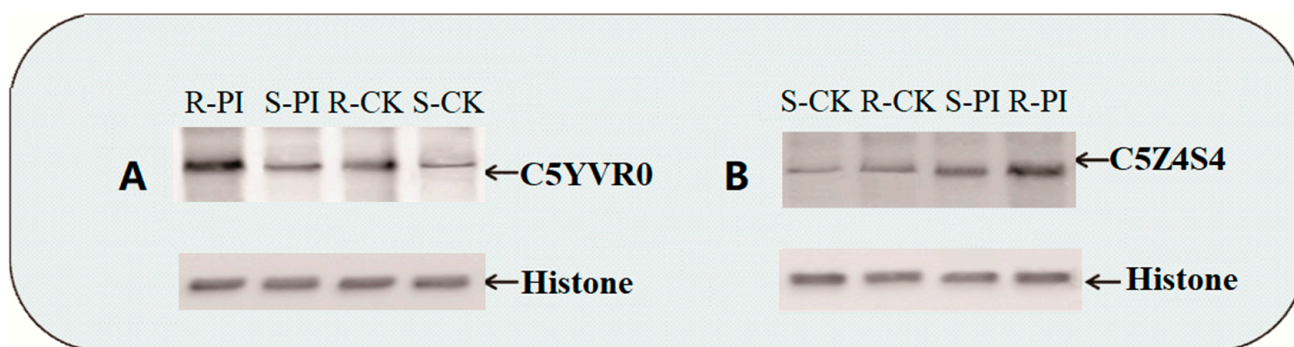 R-PI S-PI R-CK S-CK
A
C5YVR0
Histone
S-CK R-CK S-PI R-PI
B
C5Z4S4
Histone